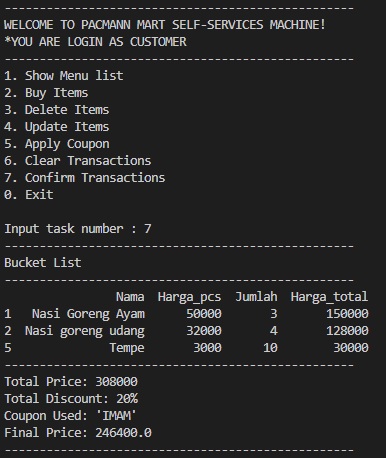 --------------------------------------------------
WELCOME TO PACMANN MART SELF-SERVICES MACHINE!
*YOU ARE LOGIN AS CUSTOMER
--------------------------------------------------
1. Show Menu list
2. Buy Items
3. Delete Items
4. Update Items
5. Apply Coupon
6. Clear Transactions
7. Confirm Transactions
0. Exit
Input task number : 7
--------------------------------------------------
Bucket List
--------------------------------------------------
Nama Harga_pcs Jumlah Harga_total
1 Nasi Goreng Ayam 50000 3 150000
2 Nasi goreng udang 32000 4 128000
5 Tempe 3000 10 30000
--------------------------------------------------
Total Price: 308000
Total Discount: 20%
Coupon Used: 'IMAM'
Final Price: 246400.0
--------------------------------------------------